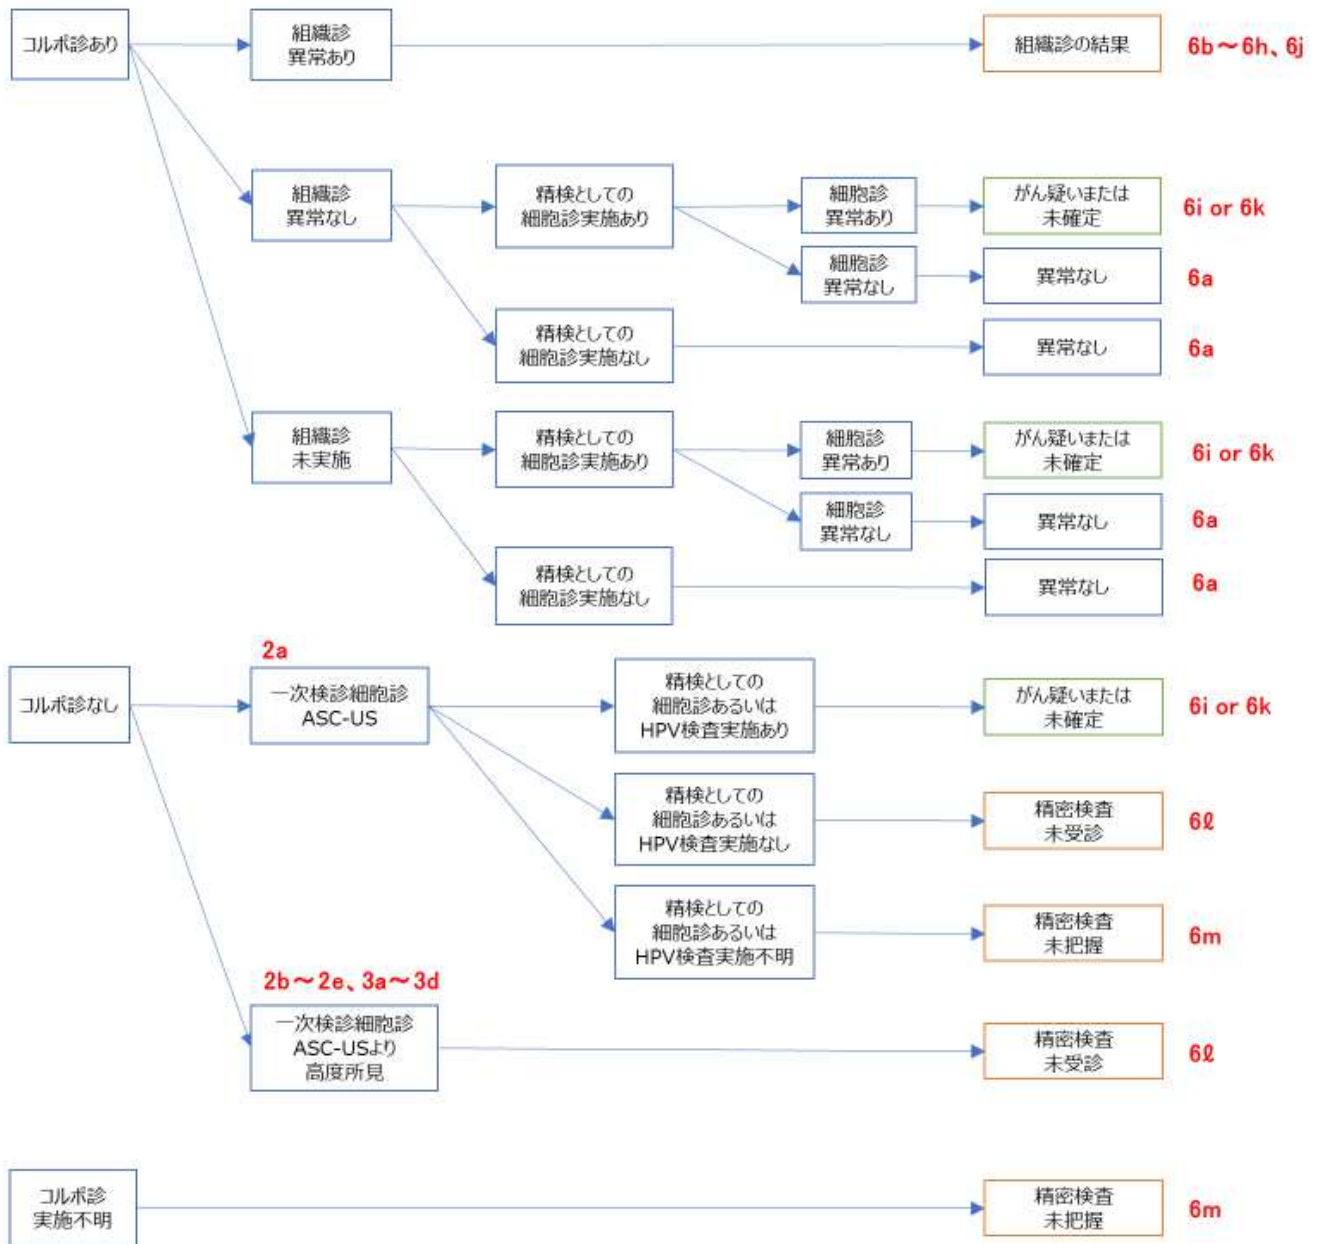 コルポ診あり
組織診
異常あり
組織診の結果
6b～6h、6j
組織診
異常なし
精検としての
細胞診実施あり
細胞診
異常あり
がん疑いまたは
未確定
6i or 6k
細胞診
異常なし
異常なし
6a
精検としての
細胞診実施なし
異常なし
6a
組織診
未実施
精検としての
細胞診実施あり
細胞診
異常あり
がん疑いまたは
未確定
6i or 6k
細胞診
異常なし
異常なし
6a
精検としての
細胞診実施なし
異常なし
6a
コルポ診なし
2a
一次検診細胞診
ASC-US
精検としての
細胞診あるいは
HPV検査実施あり
がん疑いまたは
未確定
6i or 6k
精検としての
細胞診あるいは
HPV検査実施なし
精密検査
未受診
6ℓ
精検としての
細胞診あるいは
HPV検査実施不明
精密検査
未把握
6m
2b～2e、3a～3d
一次検診細胞診
ASC-USより
高度所見
精密検査
未受診
6ℓ
コルポ診
実施不明
精密検査
未把握
6m